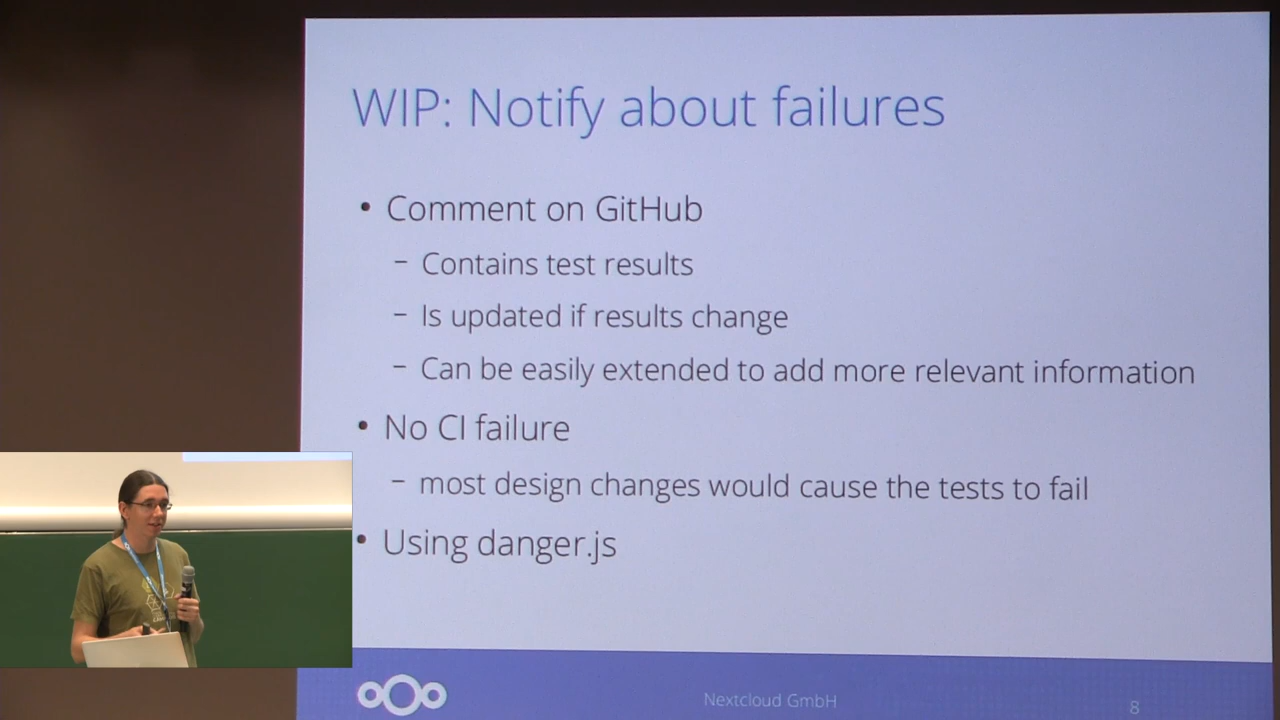 WIP: Notify about failures
• Comment on GitHub
– Contains test results
– Is updated if results change
– Can be easily extended to add more relevant information
• No CI failure
– most design changes would cause the tests to fail
• Using danger.js
Nextcloud GmbH
8